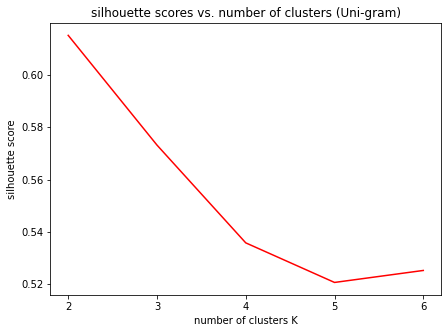 silhouette scores vs. number of clusters (Uni-gram)
silhouette score
0.60
0.58
0.56
0.54
0.52
2 3 4 5 6
number of clusters K